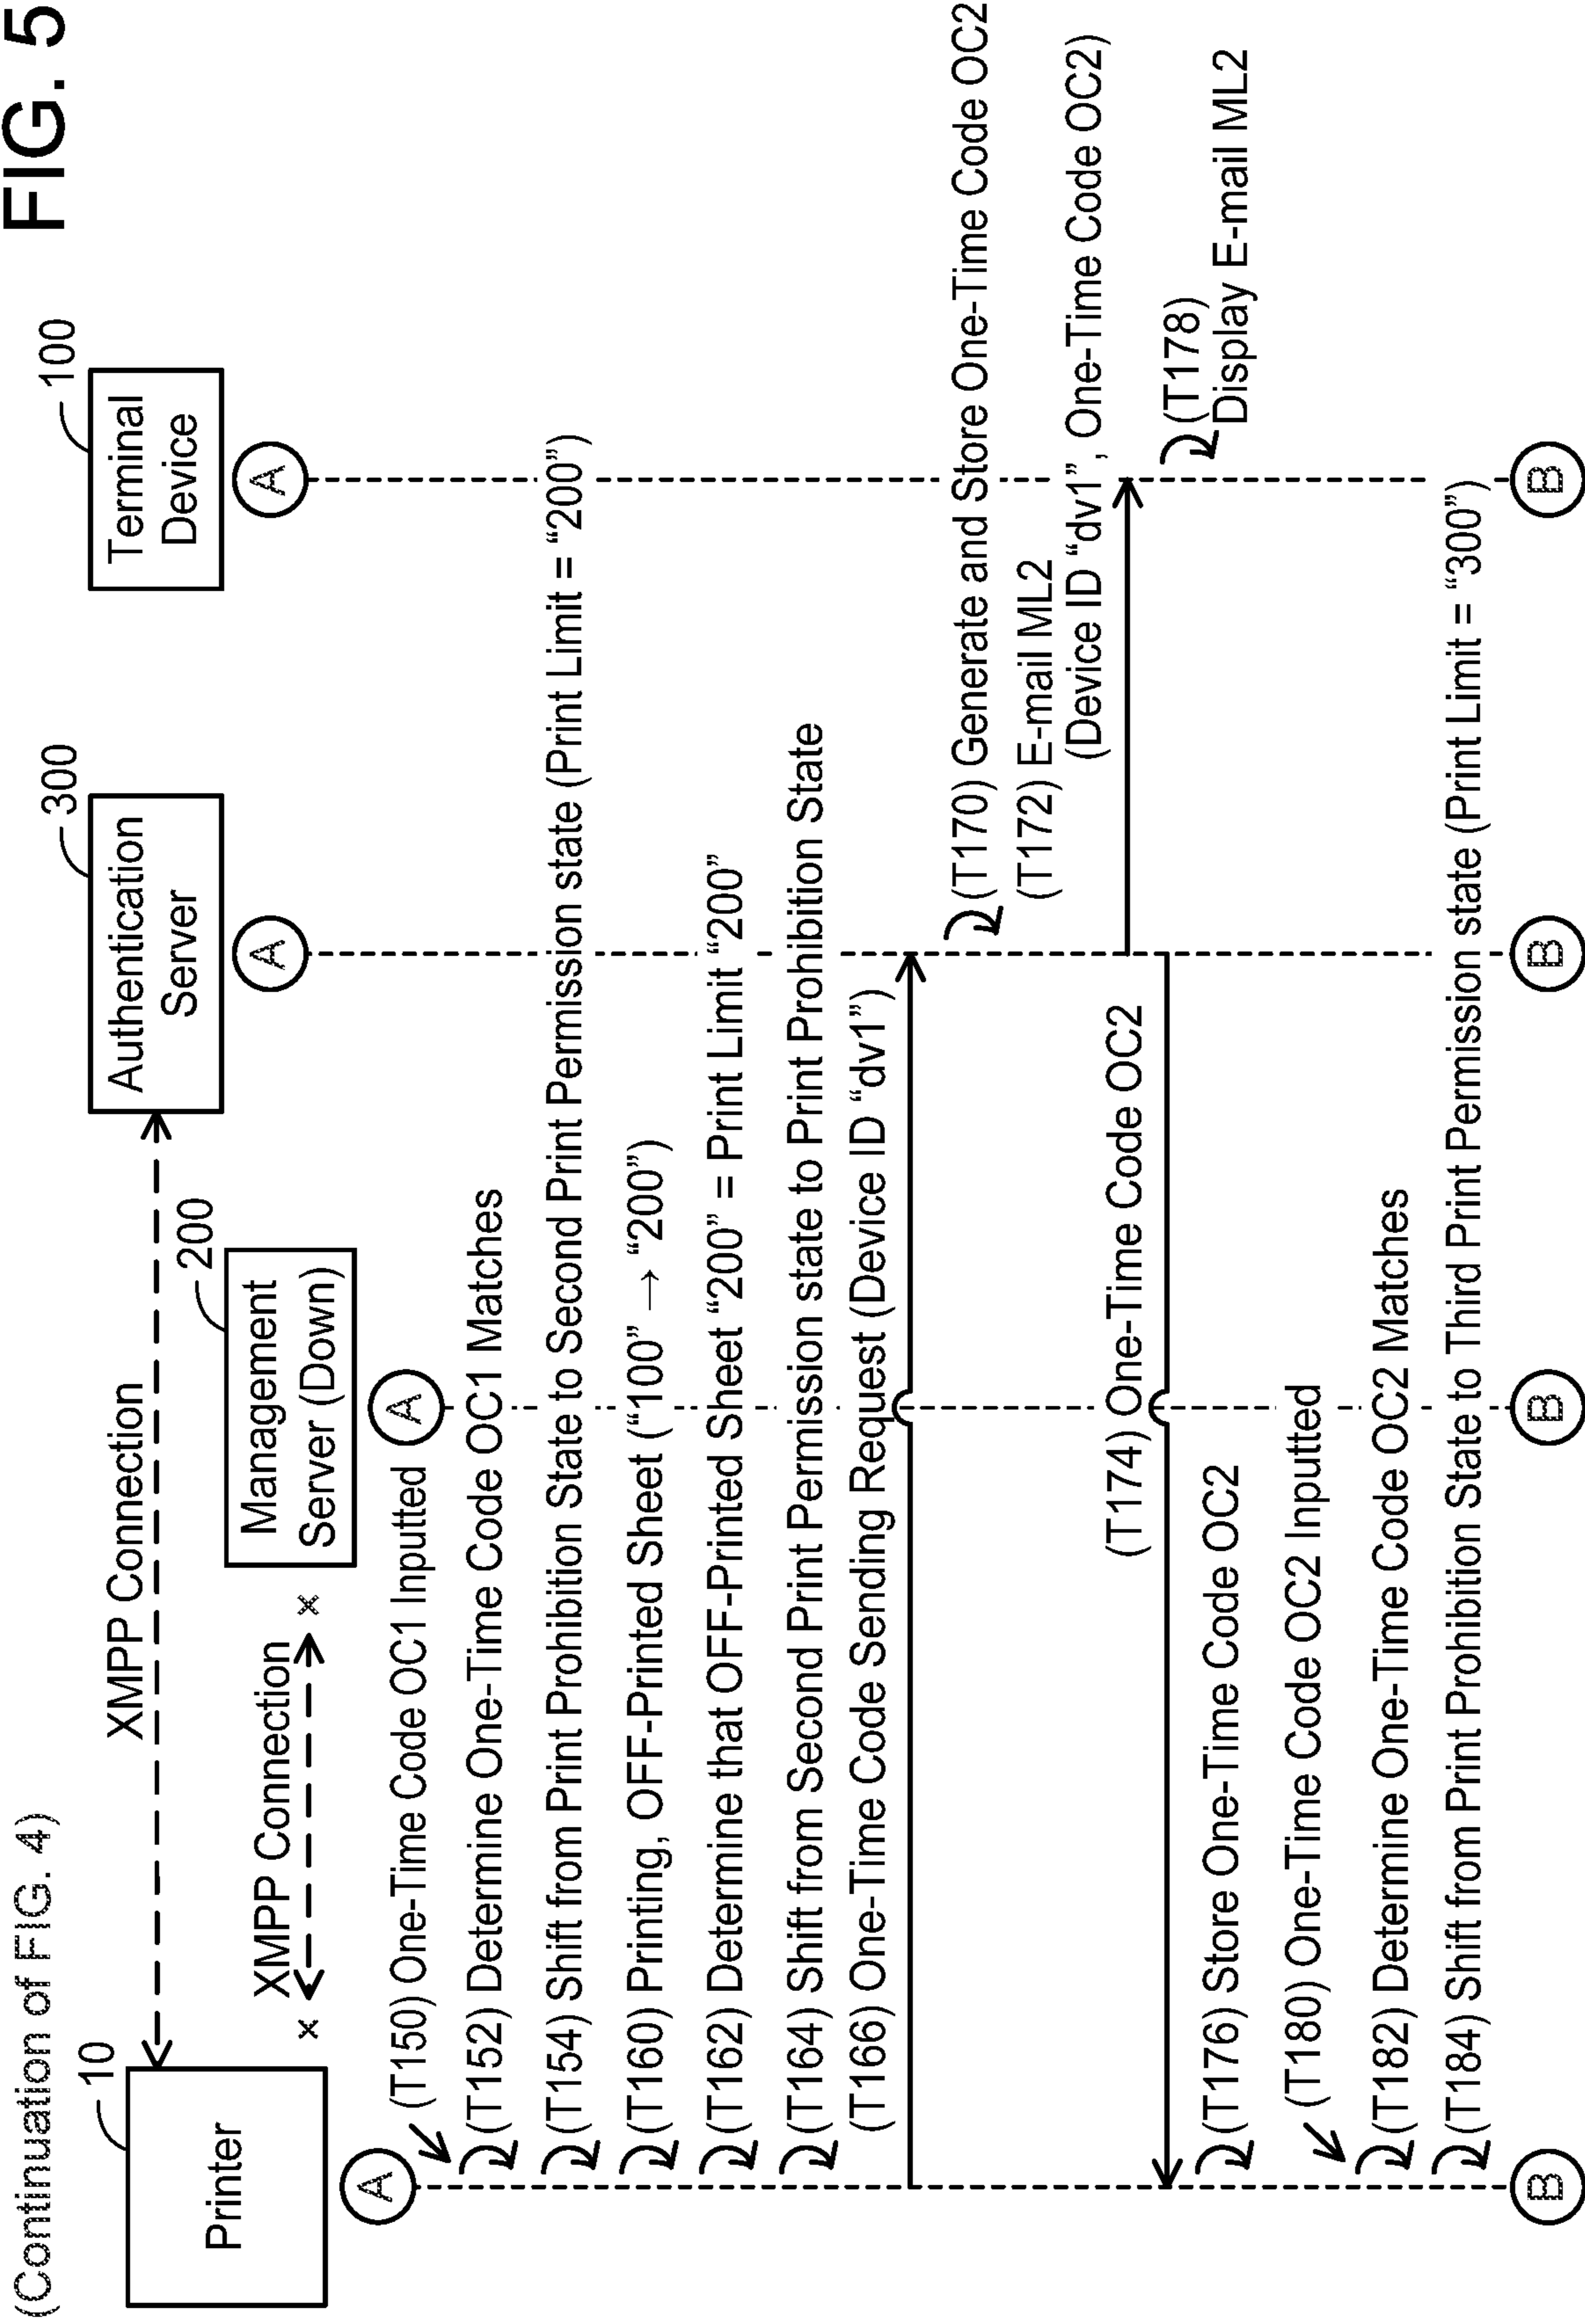 (Continuation of FIG. 4)
FIG. 5
10
Printer
XMPP Connection
XMPP Connection
× ×
200
Management
Server (Down)
300
Authentication
Server
100
Terminal
Device
A
A
A
A
(T150) One-Time Code OC1 Inputted
(T152) Determine One-Time Code OC1 Matches
(T154) Shift from Print Prohibition State to Second Print Permission state (Print Limit = “200”)
(T160) Printing, OFF-Printed Sheet (“100” → “200”)
(T162) Determine that OFF-Printed Sheet “200” = Print Limit “200”
(T164) Shift from Second Print Permission state to Print Prohibition State
(T166) One-Time Code Sending Request (Device ID “dv1”)
(T170) Generate and Store One-Time Code OC2
(T172) E-mail ML2
(Device ID “dv1”, One-Time Code OC2)
(T174) One-Time Code OC2
(T178)
Display E-mail ML2
(T176) Store One-Time Code OC2
(T180) One-Time Code OC2 Inputted
(T182) Determine One-Time Code OC2 Matches
(T184) Shift from Print Prohibition State to Third Print Permission state (Print Limit = “300”)
B
B
B
B